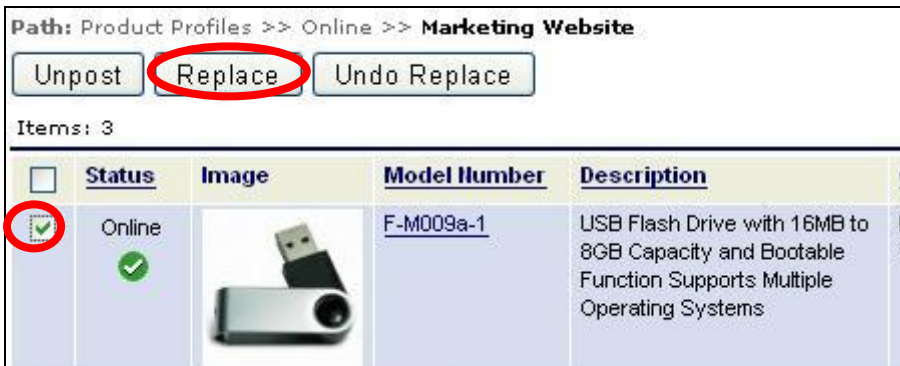 Path: Product Profiles >> Online >> Marketing Website
Unpost Replace Undo Replace
Items: 3
Status Image Model Number Description
Online F-M009a-1 USB Flash Drive with 16MB to
8GB Capacity and Bootable
Function Supports Multiple
Operating Systems